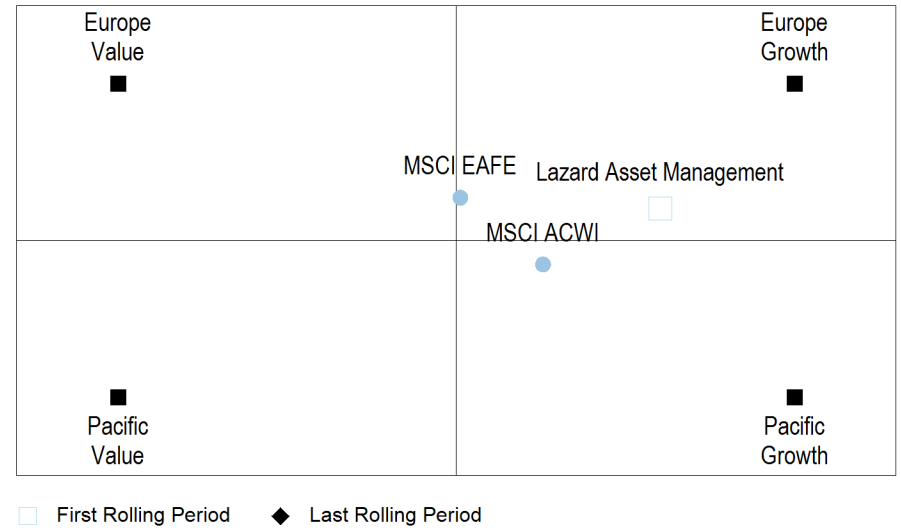 Europe
Value
Europe
Growth
MSCI EAFE
Lazard Asset Management
MSCI ACWI
Pacific
Value
Pacific
Growth
First Rolling Period
Last Rolling Period